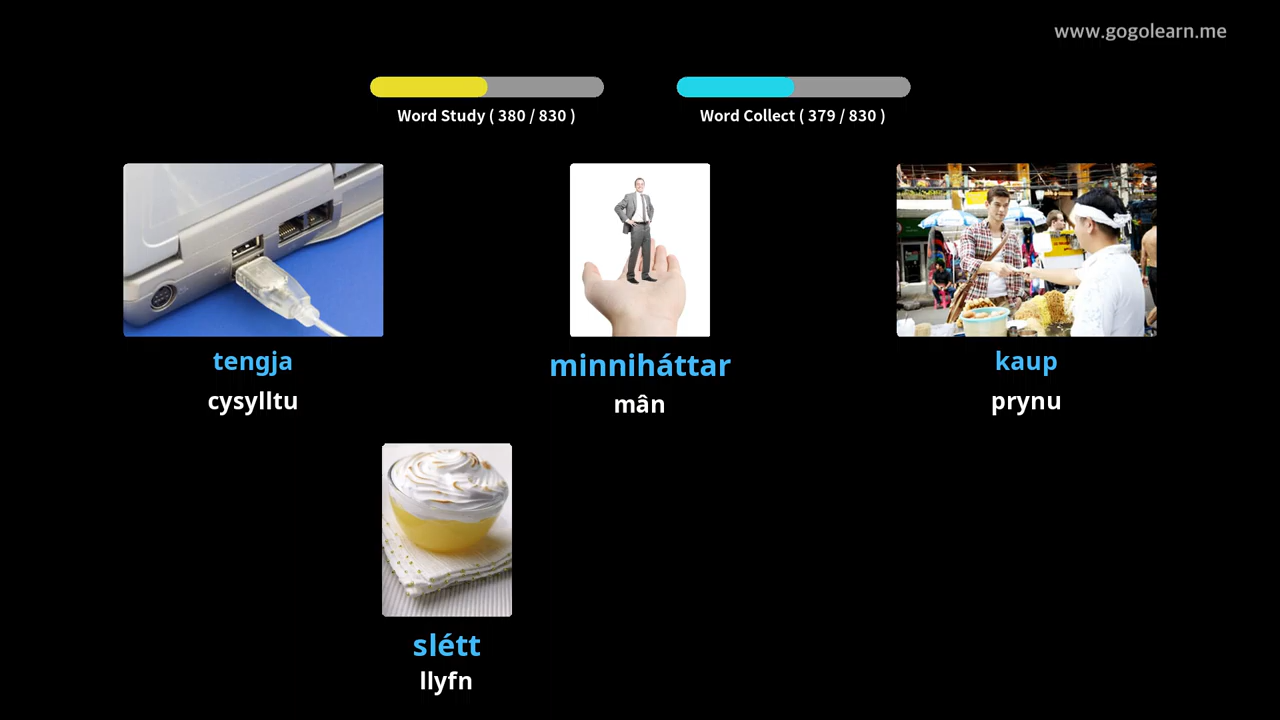 www.gogolearn.me
Word Study ( 380 / 830 )
Word Collect ( 379 / 830 )
tengja
cysylltu
minniháttar
mân
kaup
prynu
slétt
llyfn